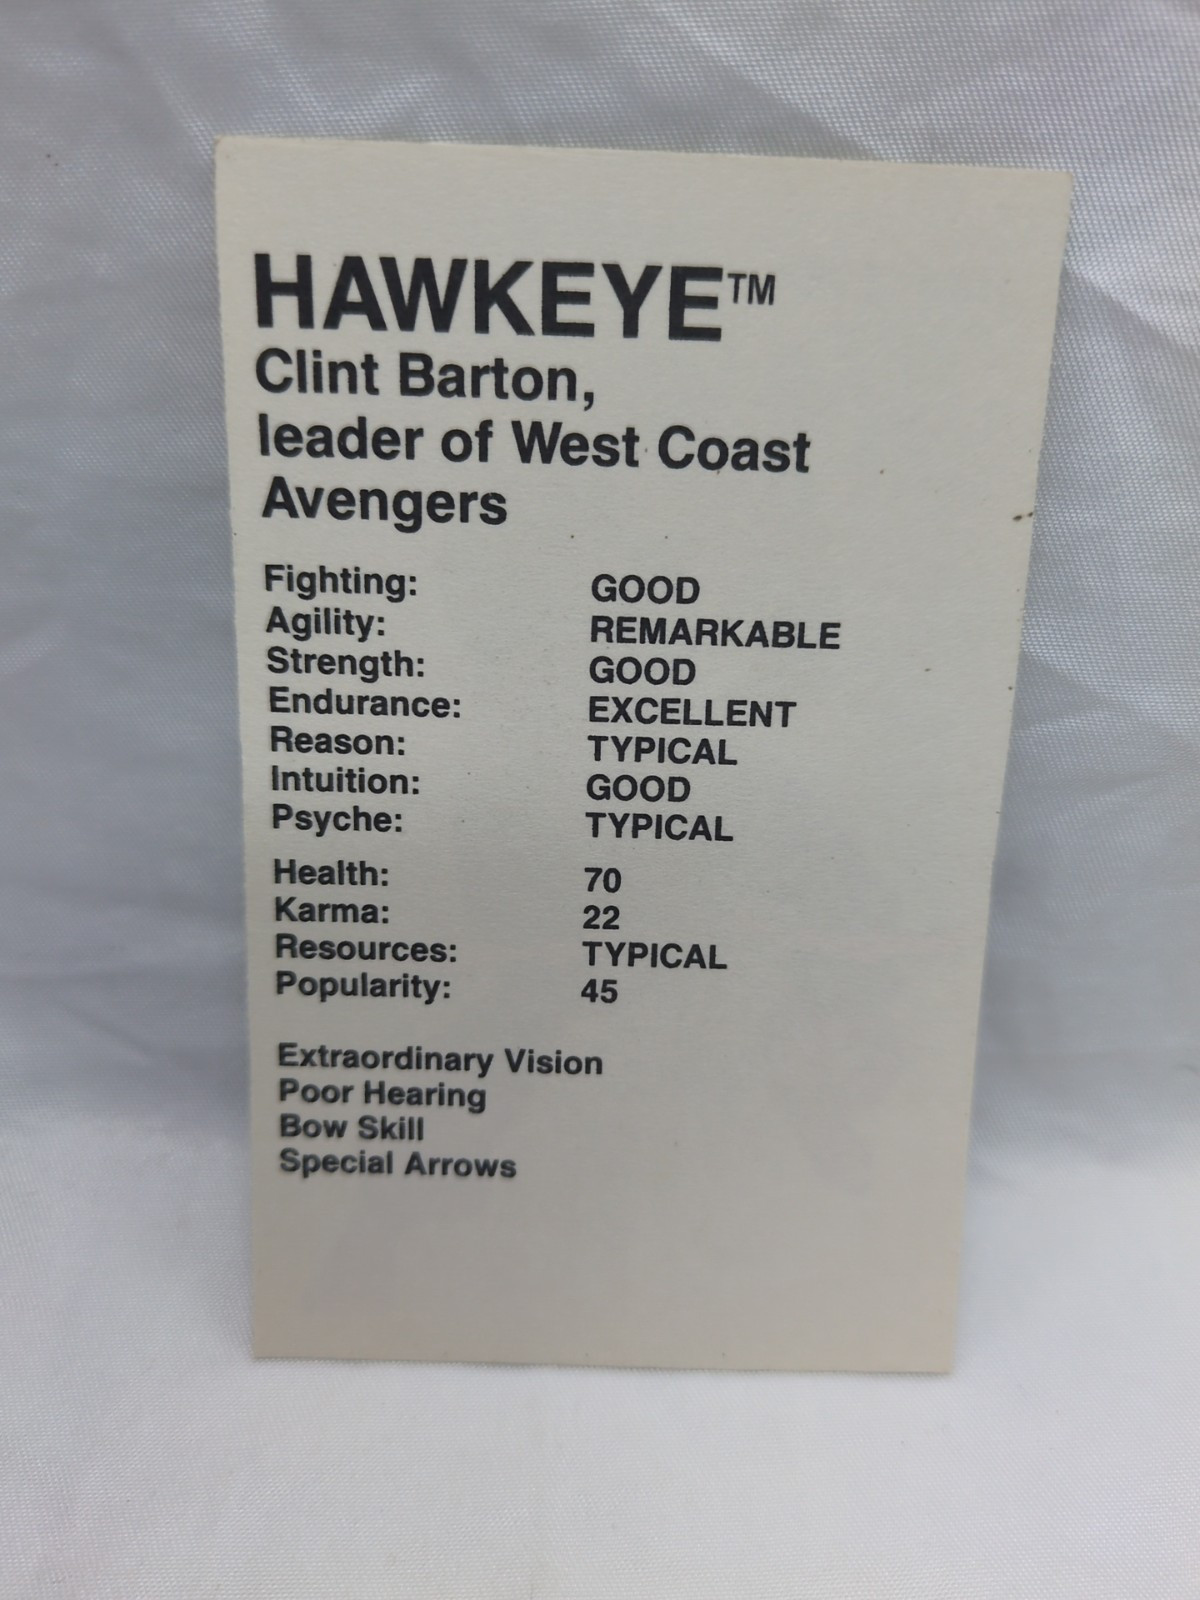 HAWKEYE™
Clint Barton,
leader of West Coast
Avengers
Fighting: GOOD
Agility: REMARKABLE
Strength: GOOD
Endurance: EXCELLENT
Reason: TYPICAL
Intuition: GOOD
Psyche: TYPICAL
Health: 70
Karma: 22
Resources: TYPICAL
Popularity: 45
Extraordinary Vision
Poor Hearing
Bow Skill
Special Arrows